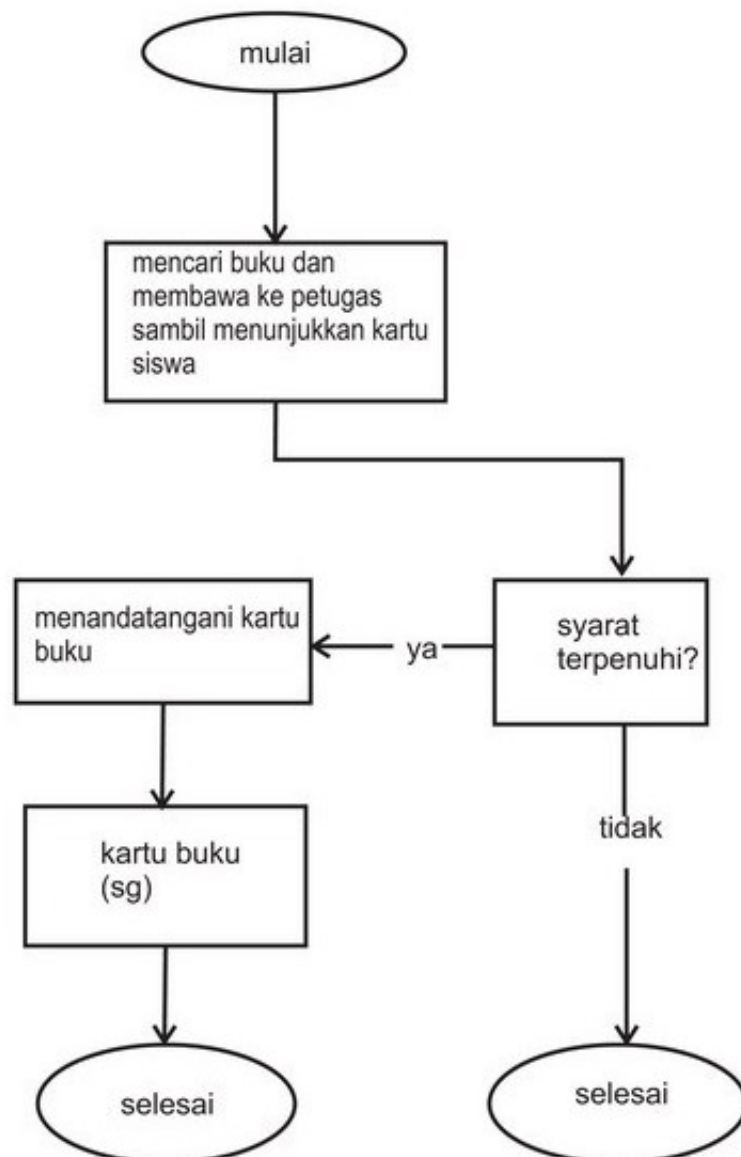 mulai
mencari buku dan
membawa ke petugas
sambil menunjukkan kartu
siswa
syarat
terpenuhi?
ya
menandatangani kartu
buku
tidak
kartu buku
(sg)
selesai
selesai